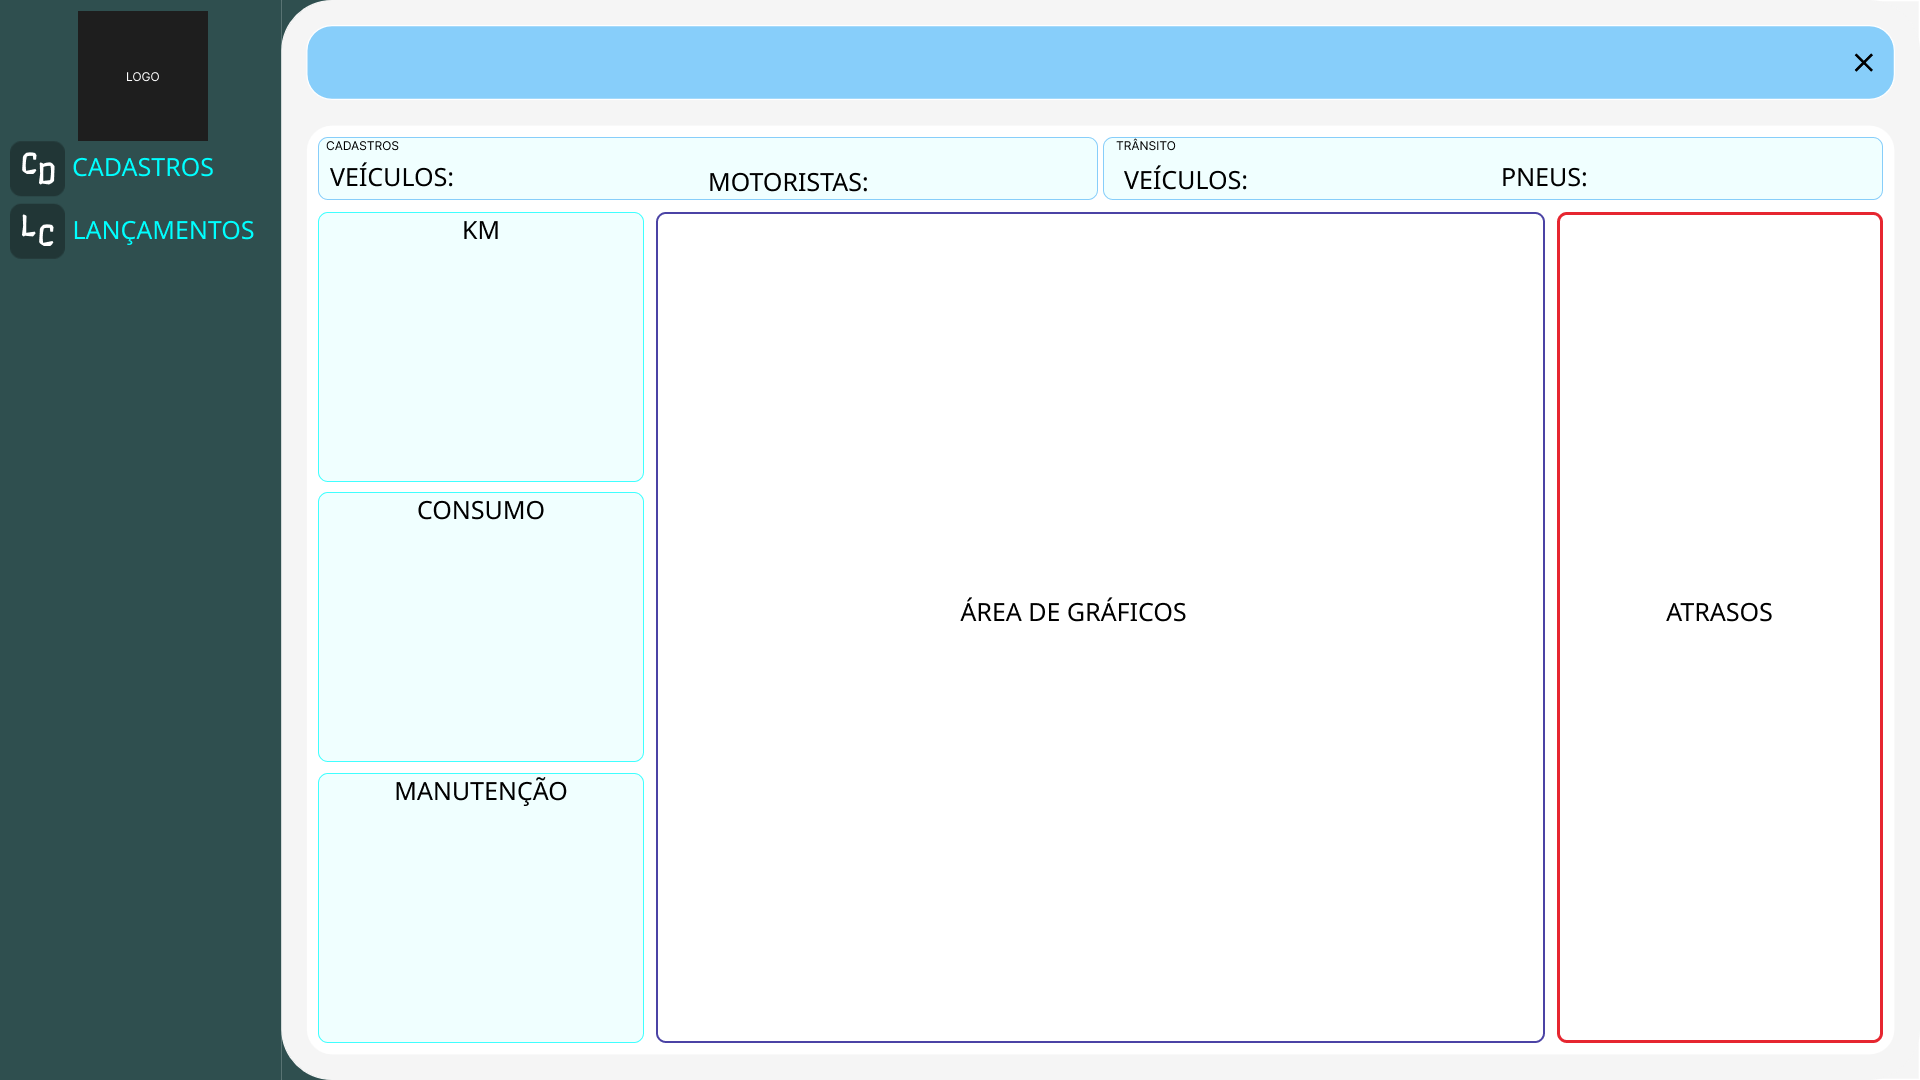 LOGO
CD CADASTROS
LC LANÇAMENTOS
CADASTROS
VEÍCULOS: MOTORISTAS:
TRÂNSITO
VEÍCULOS: PNEUS:
KM
CONSUMO
MANUTENÇÃO
ÁREA DE GRÁFICOS
ATRASOS